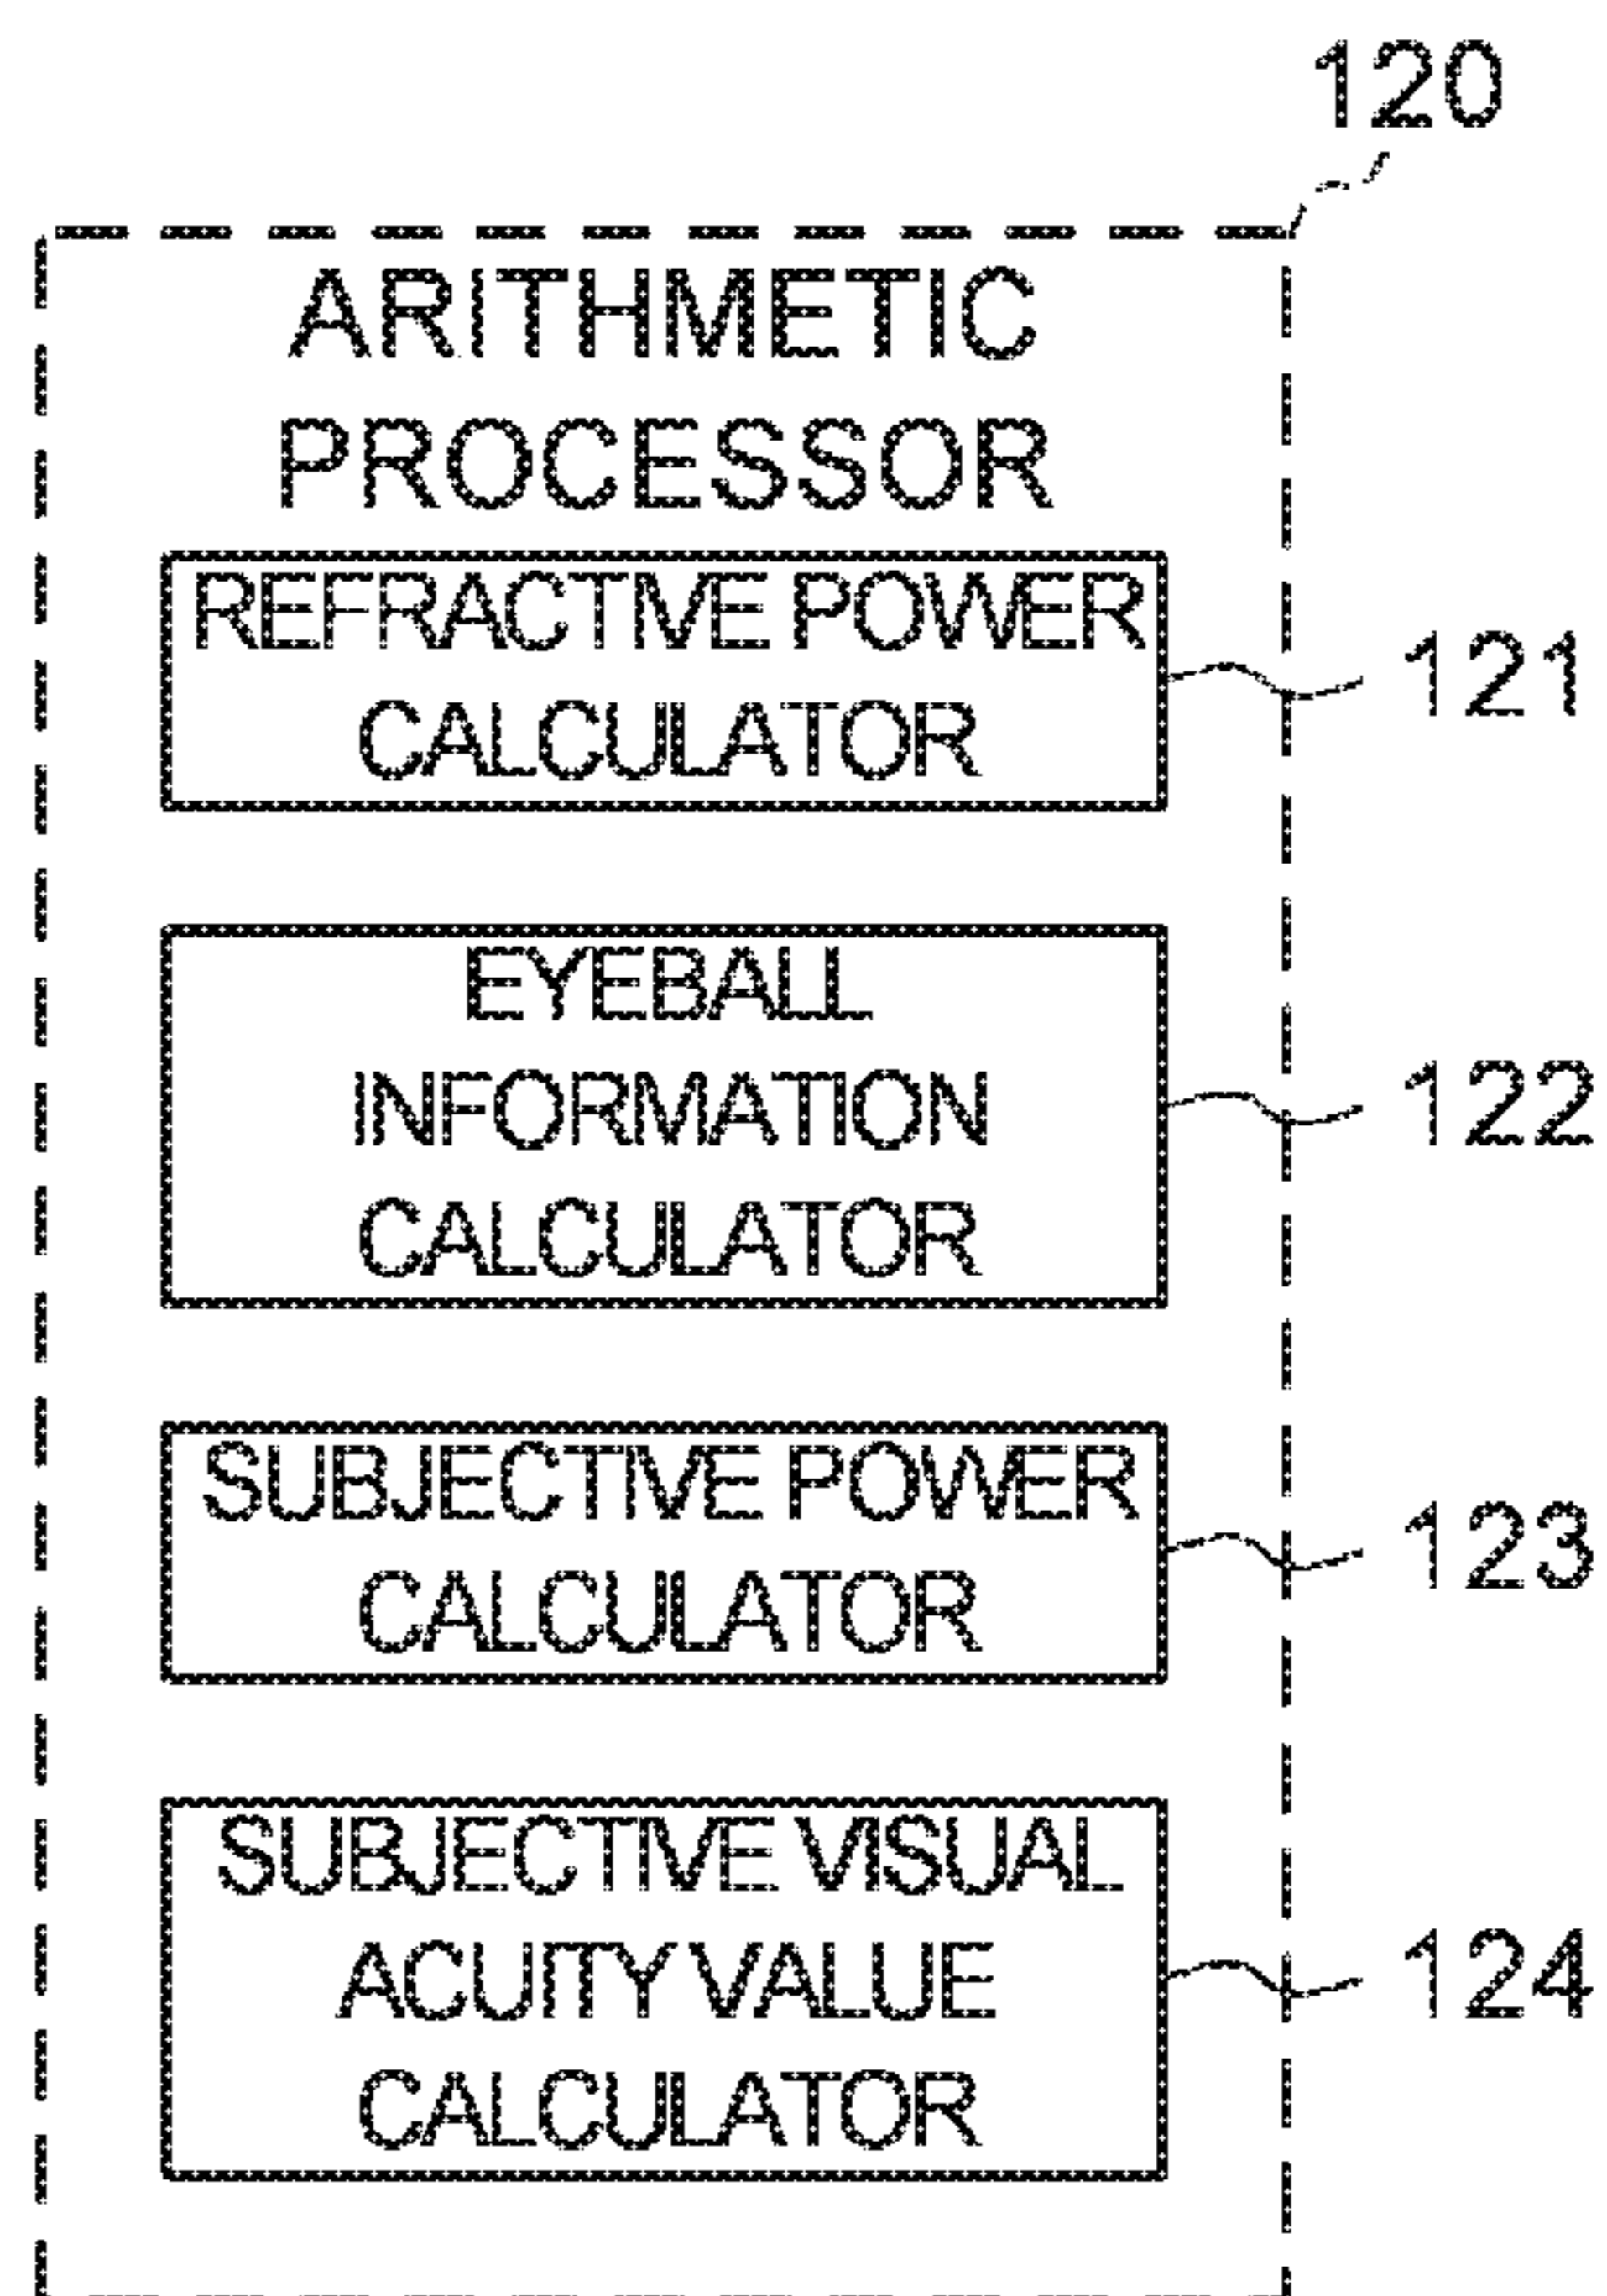 120
ARITHMETIC
PROCESSOR
REFRACTIVE POWER
CALCULATOR
121
EYEBALL
INFORMATION
CALCULATOR
122
SUBJECTIVE POWER
CALCULATOR
123
SUBJECTIVE VISUAL
ACUITY VALUE
CALCULATOR
124